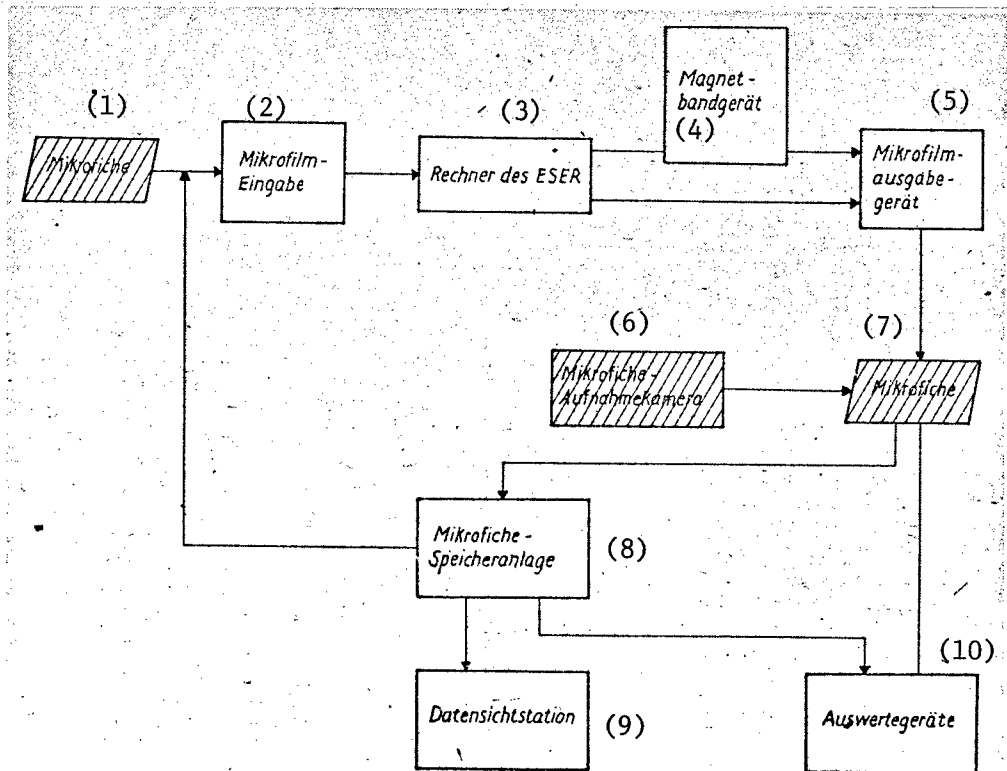 (1)
Mikrofiche
(2)
Mikrofilm-
Eingabe
(3)
Rechner des ESER
Magnet-
bandgerät
(4)
(5)
Mikrofilm-
ausgabe-
gerät
(6)
Mikrofiche-
Aufnahmekamera
(7)
Mikrofiche
Mikrofiche-
Speicheranlage
(8)
Datensichtstation
(9)
(10)
Auswertegeräte